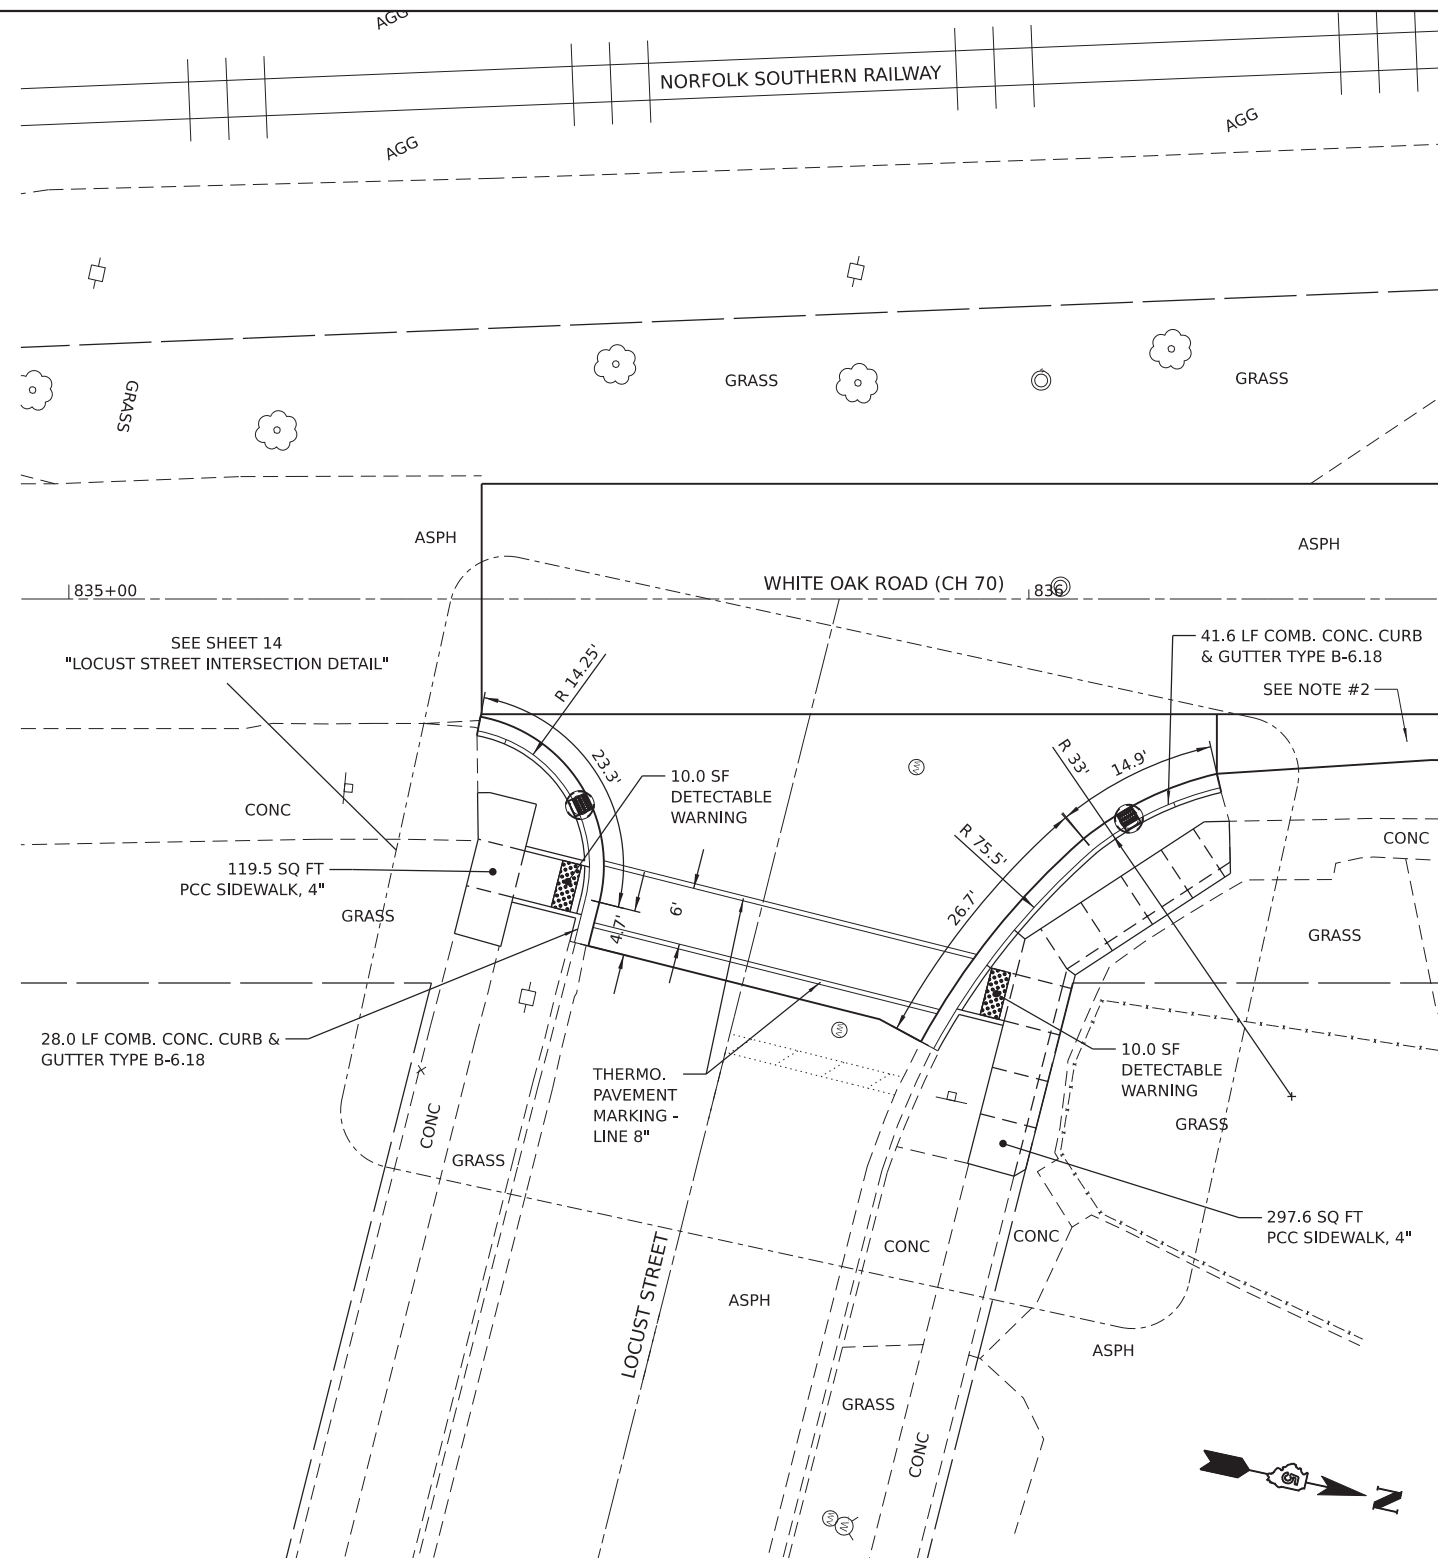 AGG
NORFOLK SOUTHERN RAILWAY
AGG
AGG
GRASS
GRASS
GRASS
ASPH
ASPH
WHITE OAK ROAD (CH 70)
835+00
836
SEE SHEET 14
"LOCUST STREET INTERSECTION DETAIL"
R 14.25'
41.6 LF COMB. CONC. CURB
& GUTTER TYPE B-6.18
SEE NOTE #2
23.3'
10.0 SF
DETECTABLE
WARNING
R 33'
14.9'
CONC
R 75.5'
CONC
119.5 SQ FT
PCC SIDEWALK, 4"
GRASS
4.7'
6'
26.7'
GRASS
28.0 LF COMB. CONC. CURB &
GUTTER TYPE B-6.18
THERMO.
PAVEMENT
MARKING -
LINE 8"
10.0 SF
DETECTABLE
WARNING
GRASS
CONC
GRASS
297.6 SQ FT
PCC SIDEWALK, 4"
CONC
CONC
LOCUST STREET
ASPH
ASPH
GRASS
CONC
W
5
N